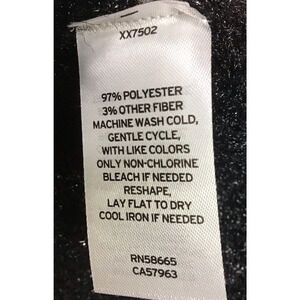 XX7502
97% POLYESTER
3% OTHER FIBER
MACHINE WASH COLD,
GENTLE CYCLE,
WITH LIKE COLORS
ONLY NON-CHLORINE
BLEACH IF NEEDED
RESHAPE,
LAY FLAT TO DRY
COOL IRON IF NEEDED
RN58665
CA57963